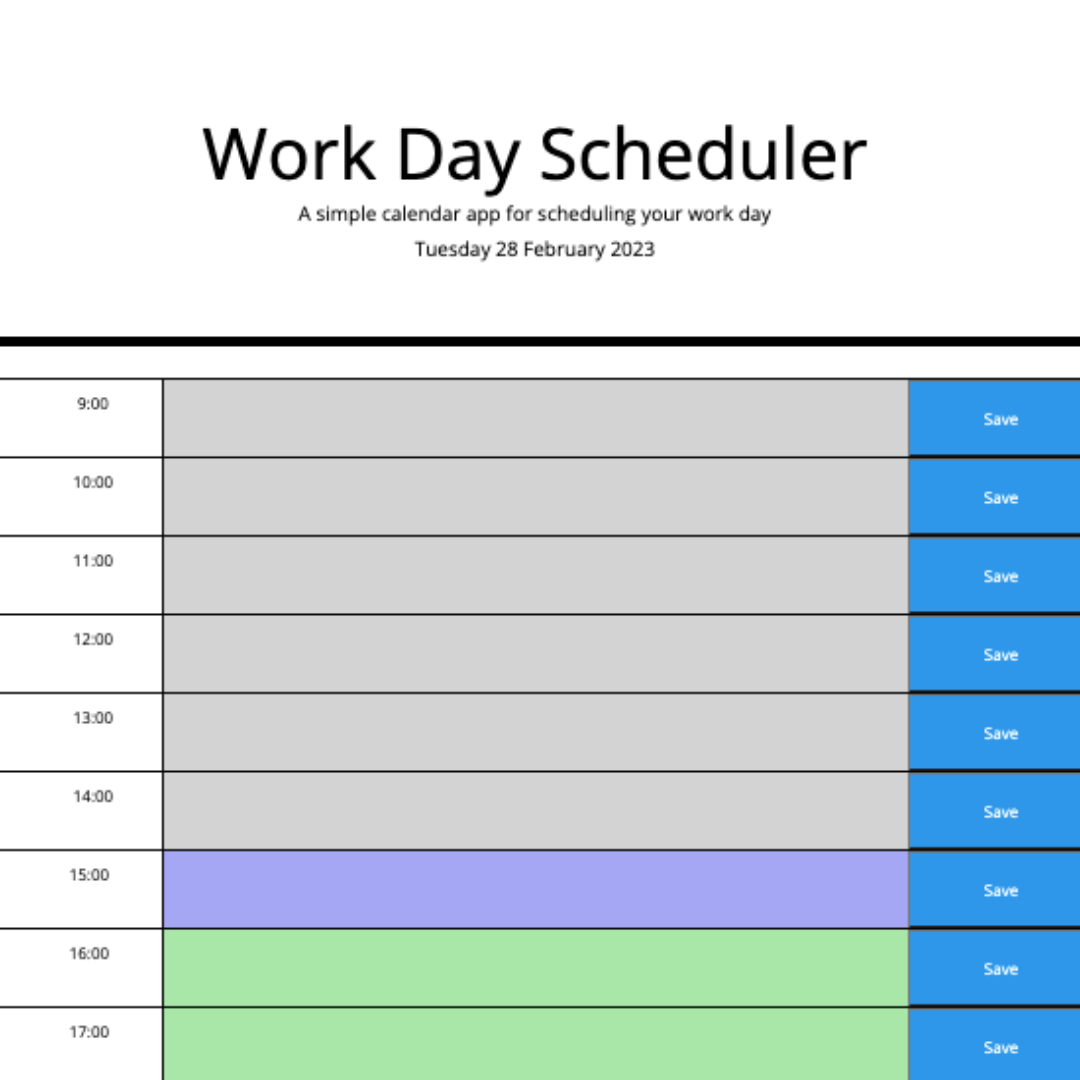 Work Day Scheduler
A simple calendar app for scheduling your work day
Tuesday 28 February 2023
9:00 Save
10:00 Save
11:00 Save
12:00 Save
13:00 Save
14:00 Save
15:00 Save
16:00 Save
17:00 Save